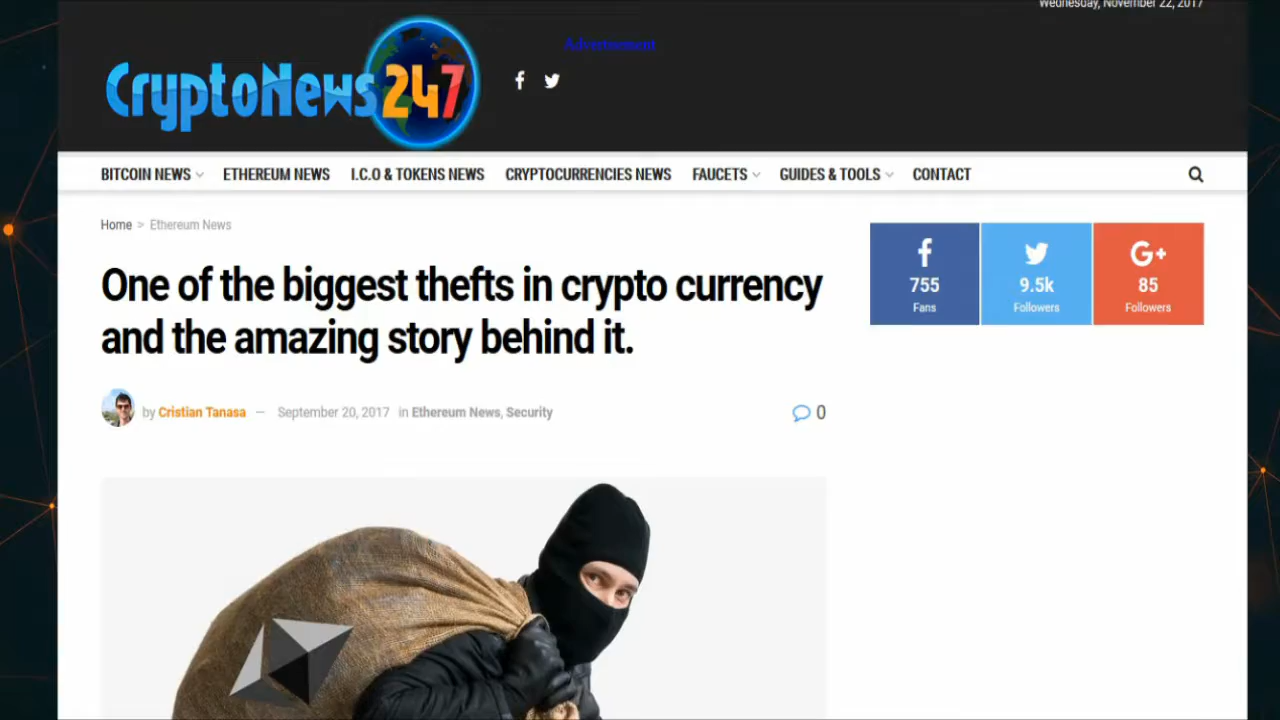 Wednesday, November 22, 2017
Advertisement
CryptoNews247
BITCOIN NEWS ETHEREUM NEWS I.C.O & TOKENS NEWS CRYPTOCURRENCIES NEWS FAUCETS GUIDES & TOOLS CONTACT
Home > Ethereum News
One of the biggest thefts in crypto currency
and the amazing story behind it.
by Cristian Tanasa — September 20, 2017 in Ethereum News, Security 0
755 9.5k 85
Fans Followers Followers